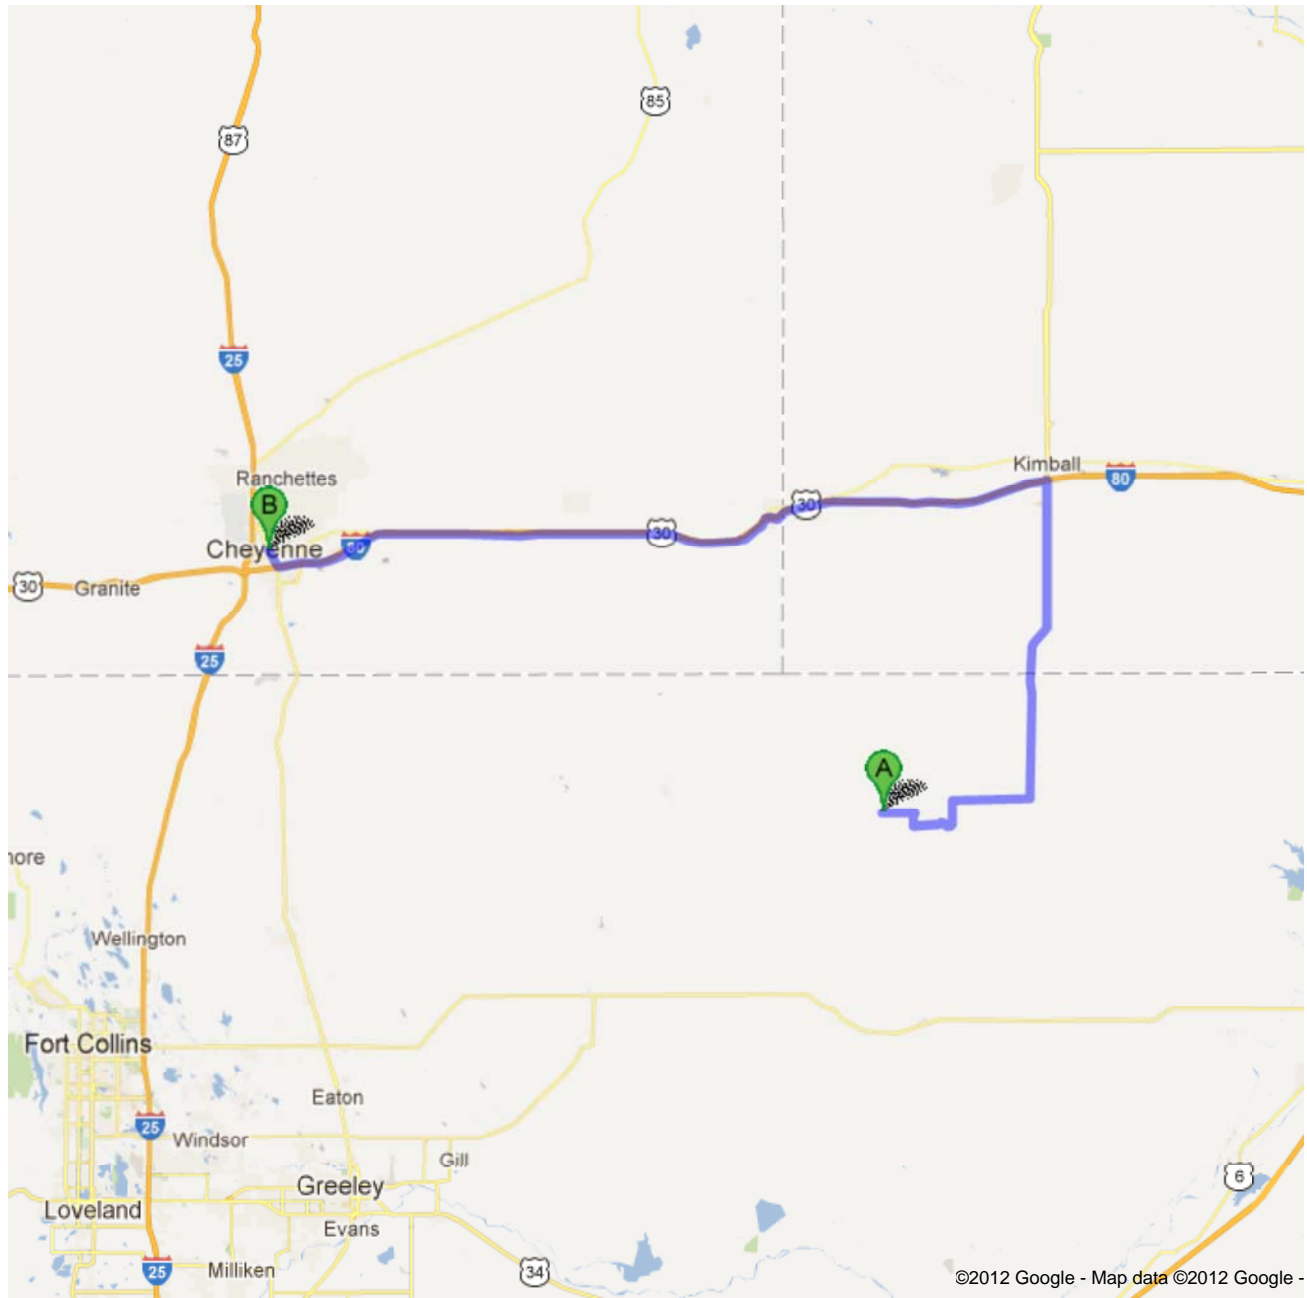 85
87
25
Kimball
Ranchettes
80
B
30
30
Cheyenne
80
30
Granite
25
A
more
Wellington
Fort Collins
Eaton
25
Windsor
Gill
6
Greeley
Loveland
Evans
Milliken
25
34
©2012 Google - Map data ©2012 Google -